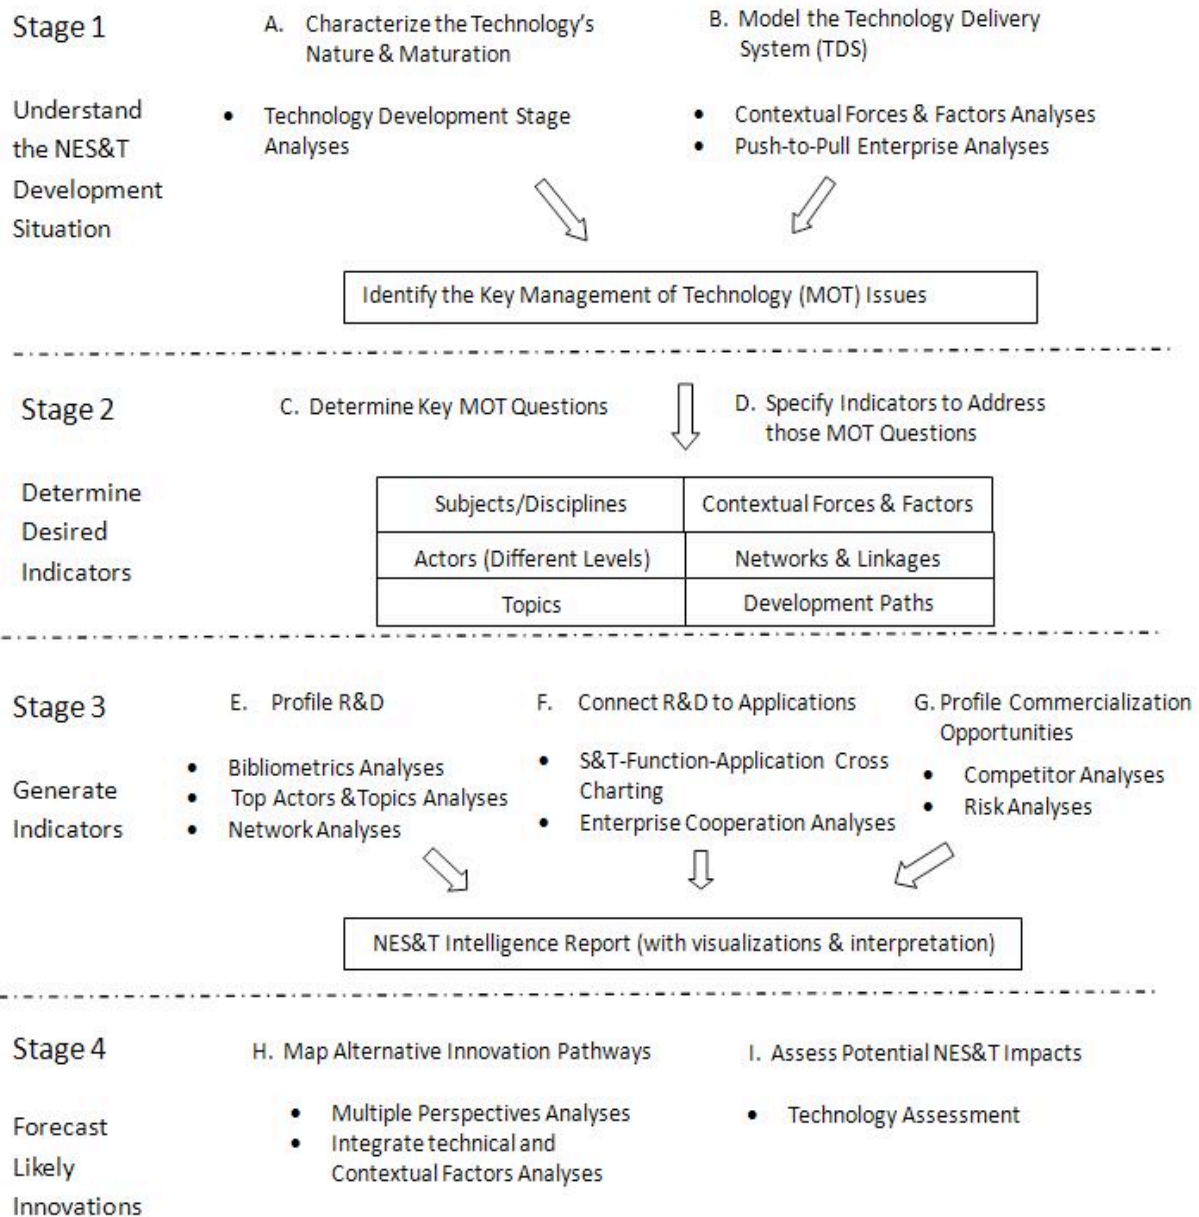 Stage 1
A. Characterize the Technology's
Nature & Maturation
B. Model the Technology Delivery
System (TDS)
Understand
the NES&T
Development
Situation
• Technology Development Stage
Analyses
• Contextual Forces & Factors Analyses
• Push-to-Pull Enterprise Analyses
Identify the Key Management of Technology (MOT) Issues
Stage 2
C. Determine Key MOT Questions
D. Specify Indicators to Address
those MOT Questions
Determine
Desired
Indicators
Subjects/Disciplines
Contextual Forces & Factors
Actors (Different Levels)
Networks & Linkages
Topics
Development Paths
Stage 3
E. Profile R&D
F. Connect R&D to Applications
G. Profile Commercialization
Opportunities
Generate
Indicators
• Bibliometrics Analyses
• Top Actors & Topics Analyses
• Network Analyses
• S&T-Function-Application Cross
Charting
• Enterprise Cooperation Analyses
• Competitor Analyses
• Risk Analyses
NES&T Intelligence Report (with visualizations & interpretation)
Stage 4
H. Map Alternative Innovation Pathways
I. Assess Potential NES&T Impacts
Forecast
Likely
Innovations
• Multiple Perspectives Analyses
• Integrate technical and
Contextual Factors Analyses
• Technology Assessment